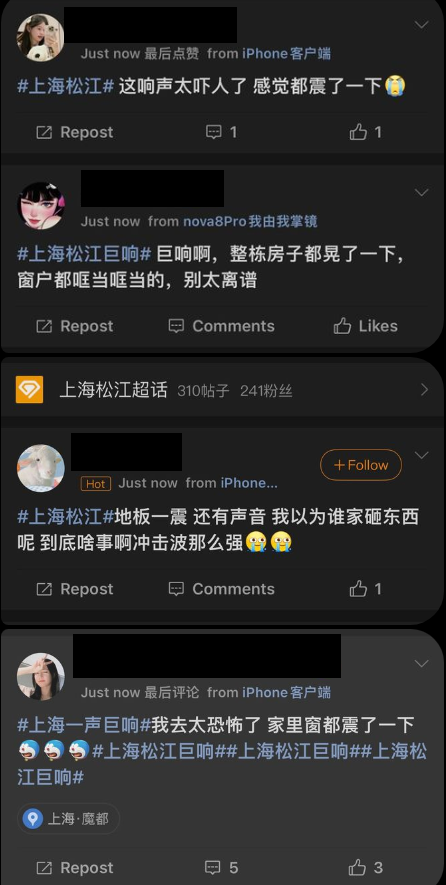 Just now 最后点赞 from iPhone客户端
#上海松江# 这响声太吓人了 感觉都震了一下😭
Repost 1 1
Just now from nova8Pro我由我掌镜
#上海松江巨响# 巨响啊，整栋房子都晃了一下，
窗户都哐当哐当的，别太离谱
Repost Comments Likes
上海松江超话 310帖子 241粉丝
+Follow
Hot Just now from iPhone...
#上海松江#地板一震 还有声音 我以为谁家砸东西
呢 到底啥事啊冲击波那么强😭😭
Repost Comments 1
Just now 最后评论 from iPhone客户端
#上海一声巨响#我去太恐怖了 家里窗都震了一下
#上海松江巨响##上海松江巨响##上海松
江巨响#
上海·魔都
Repost 5 3